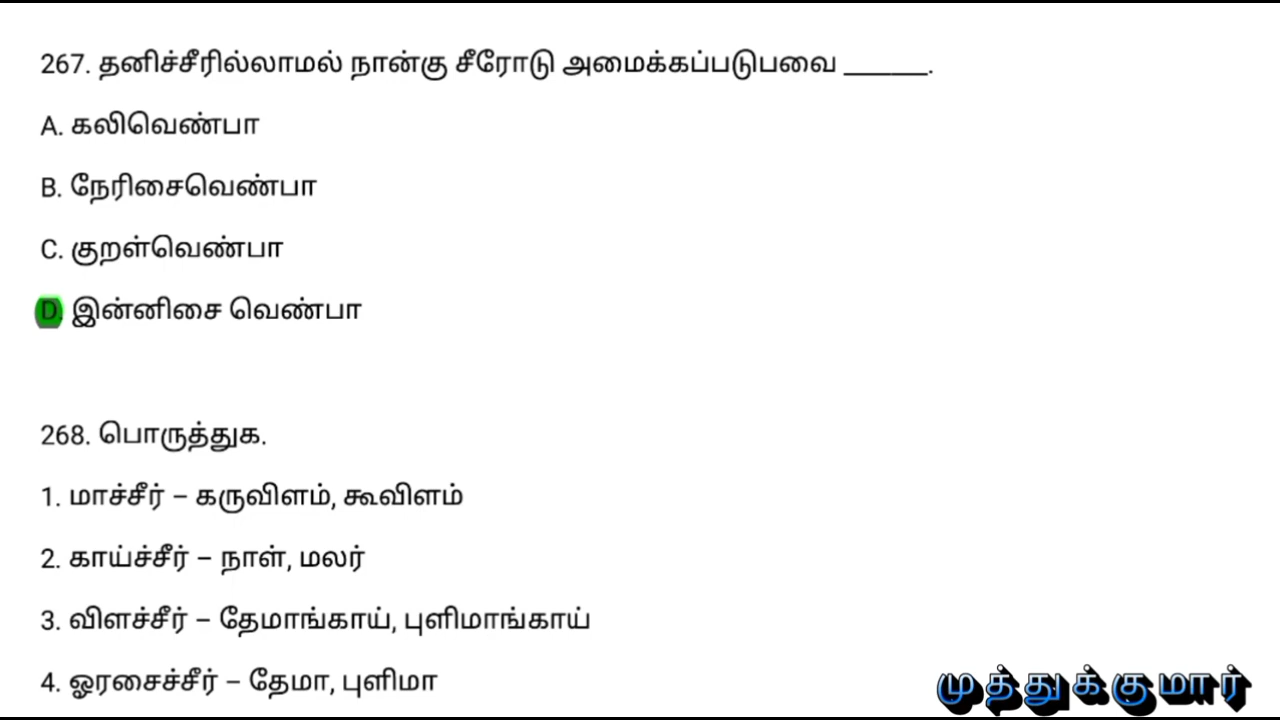 267. தனிச்சீரில்லாமல் நான்கு சீரோடு அமைக்கப்படுபவை ______.
A. கலிவெண்பா
B. நேரிசைவெண்பா
C. குறள்வெண்பா
D. இன்னிசை வெண்பா
268. பொருத்துக.
1. மாச்சீர் – கருவிளம், கூவிளம்
2. காய்ச்சீர் – நாள், மலர்
3. விளச்சீர் – தேமாங்காய், புளிமாங்காய்
4. ஓரசைச்சீர் – தேமா, புளிமா
முத்துக்குமார்